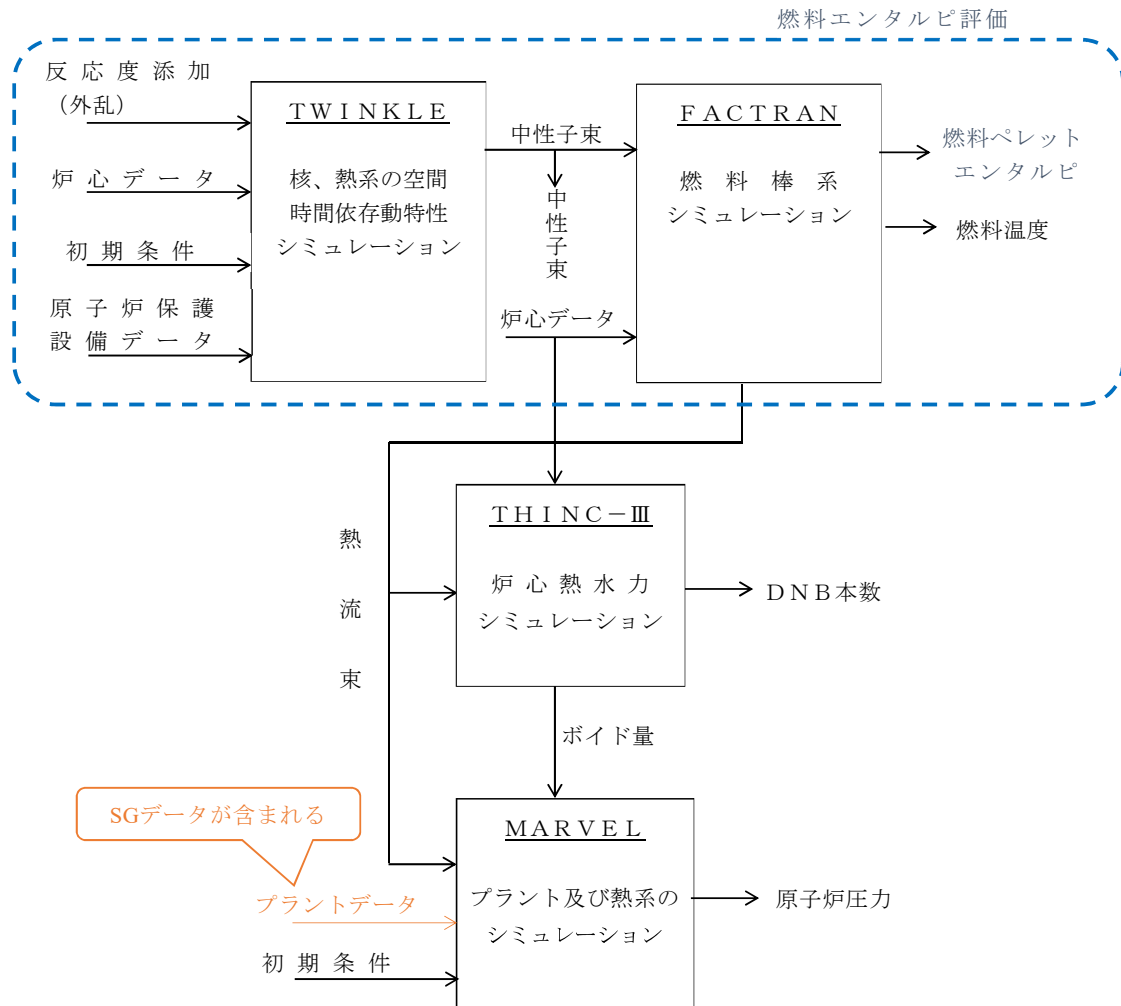 燃料エンタルピ評価
反応度添加
（外乱）
炉心データ
初期条件
原子炉保護
設備データ
ＴＷＩＮＫＬＥ
核、熱系の空間
時間依存動特性
シミュレーション
中性子束
中性子束
炉心データ
ＦＡＣＴＲＡＮ
燃料棒系
シミュレーション
燃料ペレット
エンタルピ
燃料温度
熱流束
ＴＨＩＮＣ－Ⅲ
炉心熱水力
シミュレーション
ＤＮＢ本数
ボイド量
SGデータが含まれる
プラントデータ
初期条件
ＭＡＲＶＥＬ
プラント及び熱系の
シミュレーション
原子炉圧力